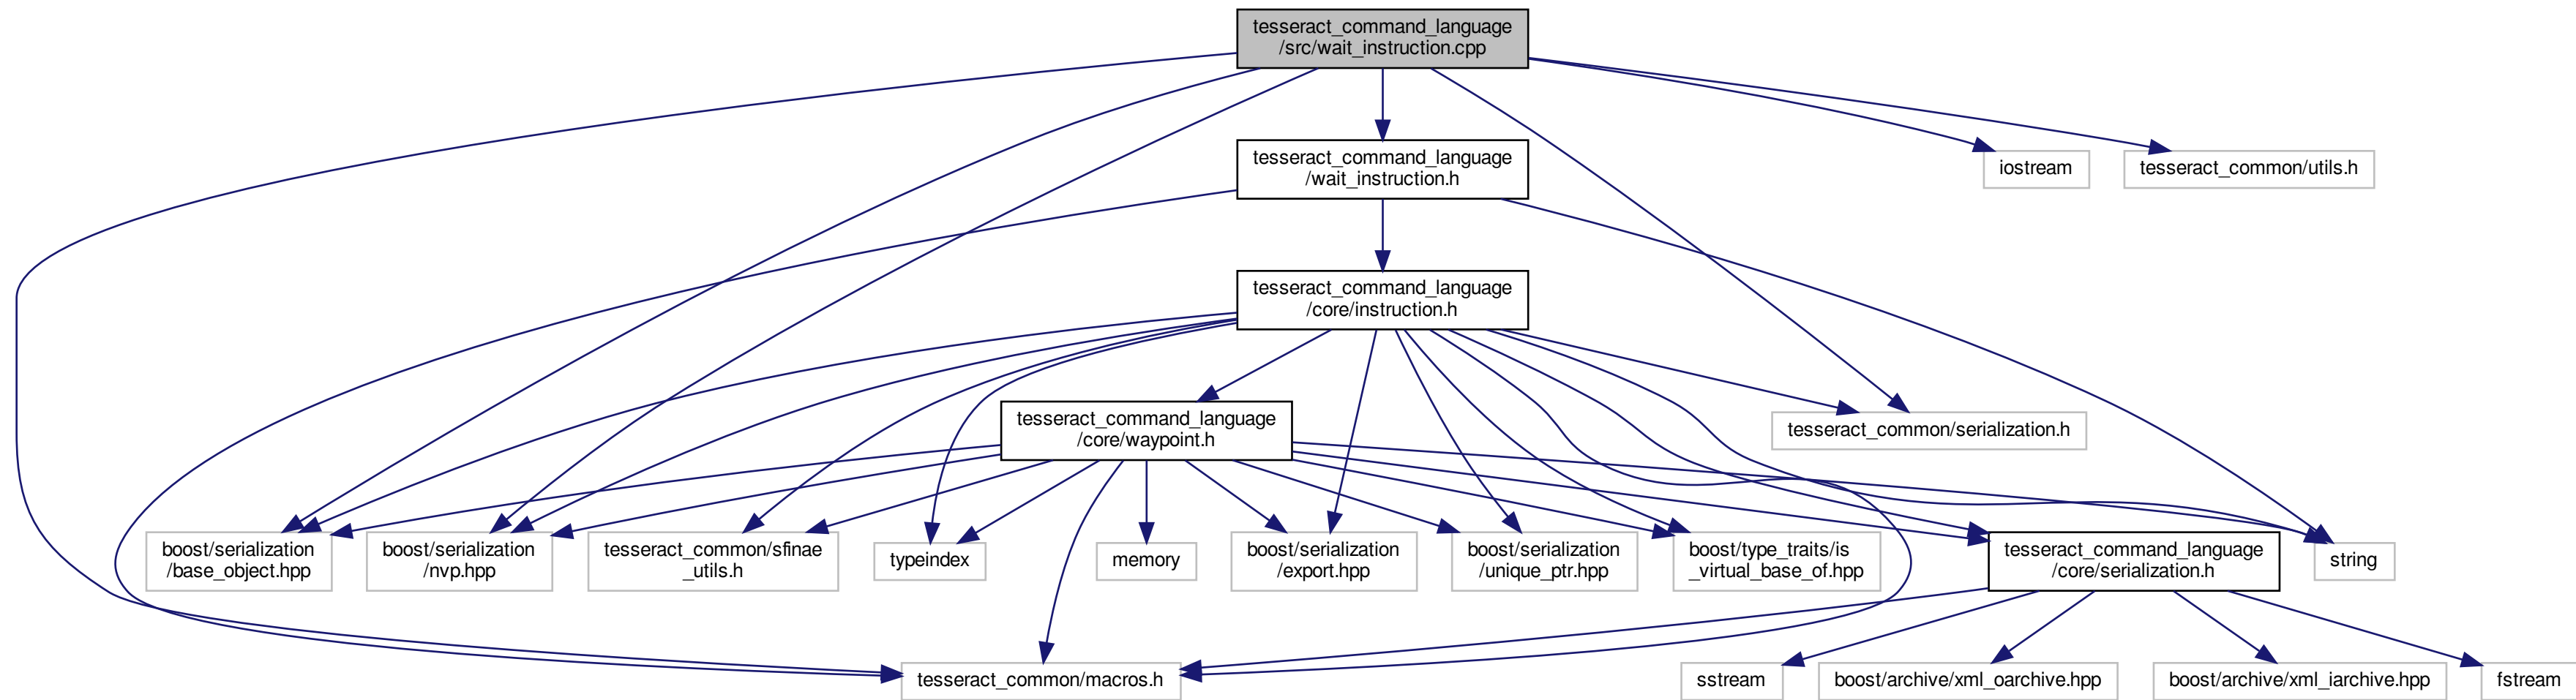 tesseract_command_language
/src/wait_instruction.cpp
tesseract_command_language
/wait_instruction.h
iostream
tesseract_common/utils.h
tesseract_command_language
/core/instruction.h
tesseract_command_language
/core/waypoint.h
tesseract_common/serialization.h
boost/serialization
/base_object.hpp
boost/serialization
/nvp.hpp
tesseract_common/sfinae
_utils.h
typeindex
memory
boost/serialization
/export.hpp
boost/serialization
/unique_ptr.hpp
boost/type_traits/is
_virtual_base_of.hpp
tesseract_command_language
/core/serialization.h
string
tesseract_common/macros.h
sstream
boost/archive/xml_oarchive.hpp
boost/archive/xml_iarchive.hpp
fstream